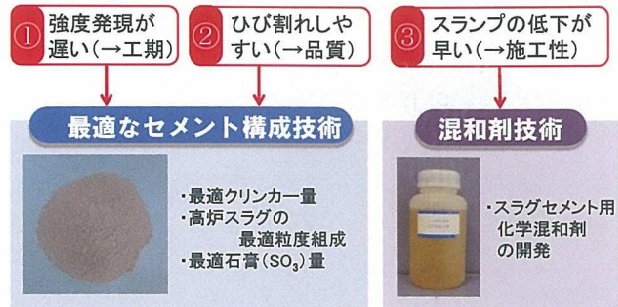 ① 強度発現が
遅い(→工期)
② ひび割れしや
すい(→品質)
③ スランプの低下が
早い(→施工性)
最適なセメント構成技術
・最適クリンカー量
・高炉スラグの
最適粒度組成
・最適石膏(SO₃)量
混和剤技術
・スラグセメント用
化学混和剤
の開発